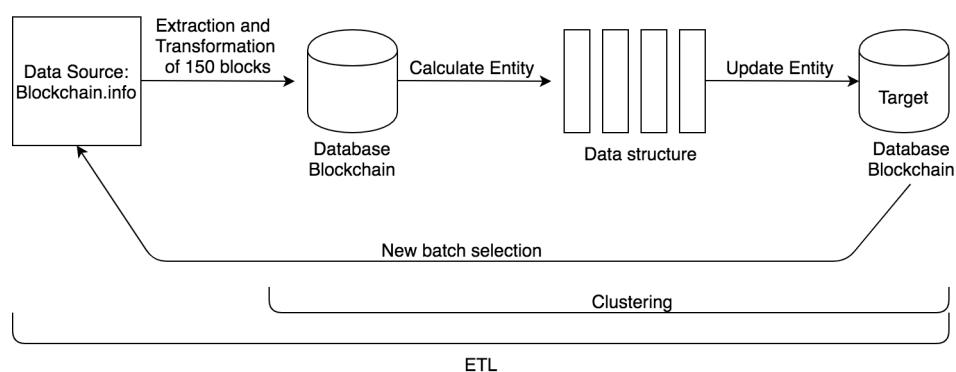 Extraction and
Transformation
of 150 blocks
Data Source:
Blockchain.info
Calculate Entity
Update Entity
Target
Database
Blockchain
Data structure
Database
Blockchain
New batch selection
Clustering
ETL